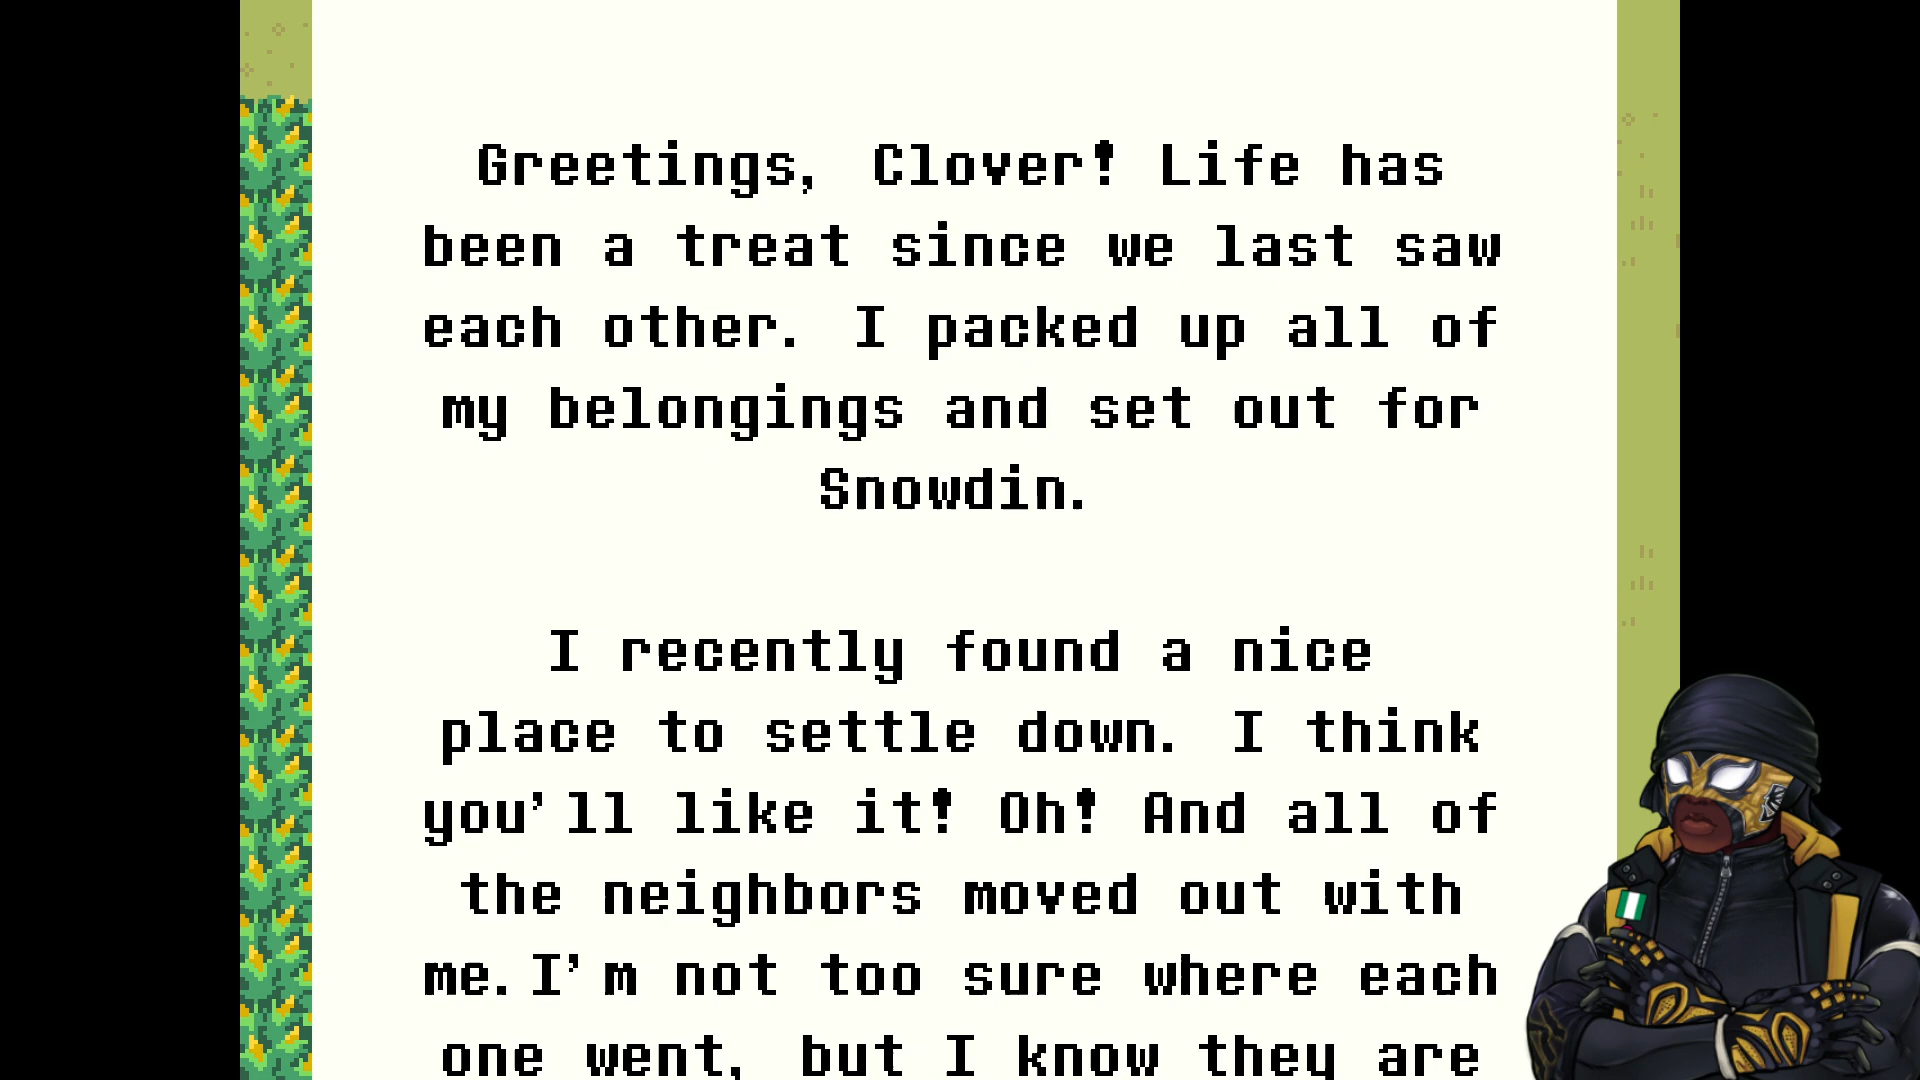 Greetings, Clover! Life has
been a treat since we last saw
each other. I packed up all of
my belongings and set out for
Snowdin.
I recently found a nice
place to settle down. I think
you'll like it! Oh! And all of
the neighbors moved out with
me.I'm not too sure where each
one went, but I know they are